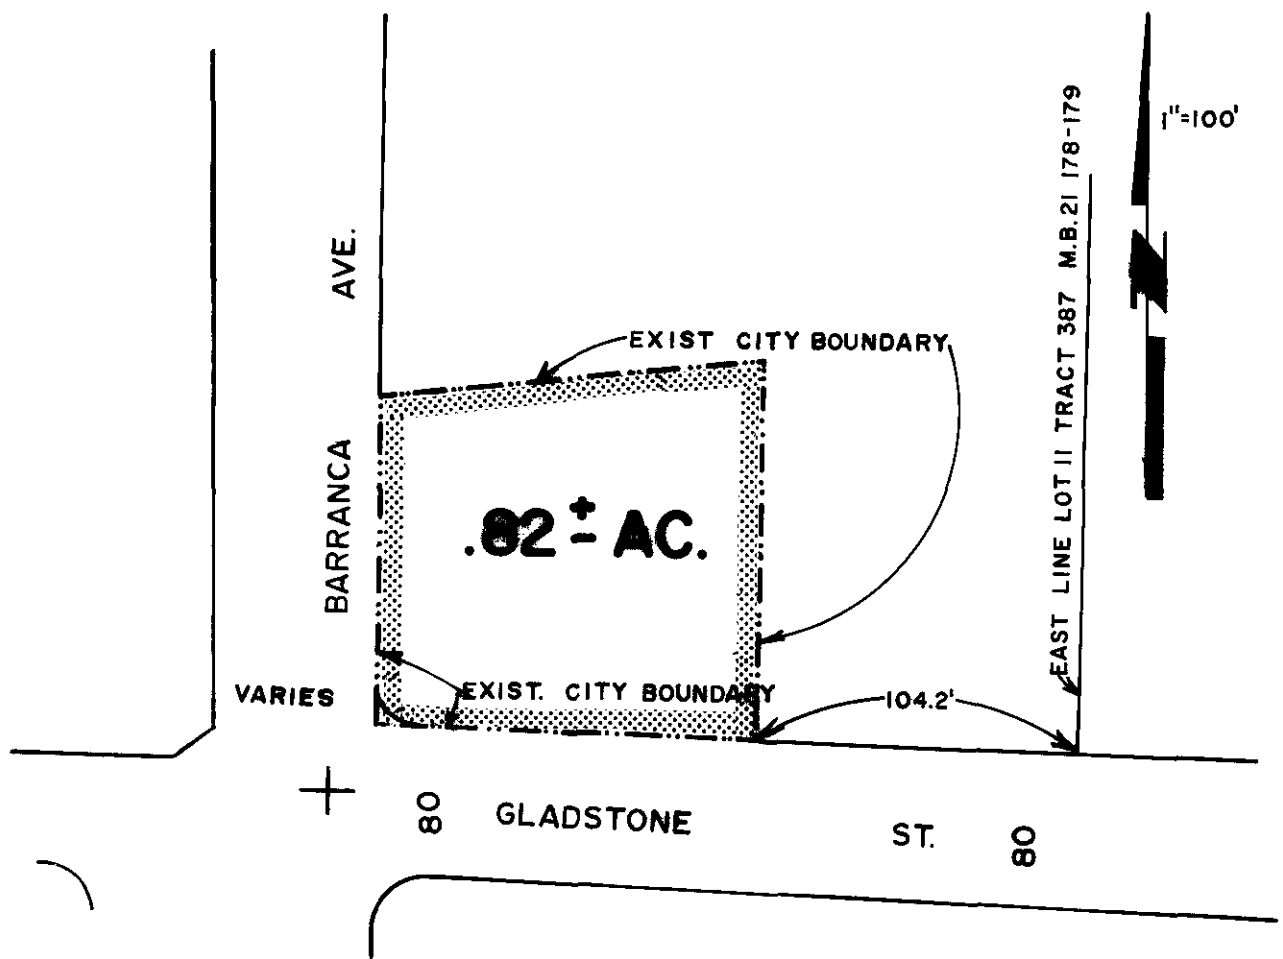 1"=100'
EAST LINE LOT 11 TRACT 387 M.B.21 178-179
BARRANCA AVE.
EXIST CITY BOUNDARY
.82 ± AC.
VARIES
EXIST. CITY BOUNDARY
104.2'
80 GLADSTONE ST. 80
N